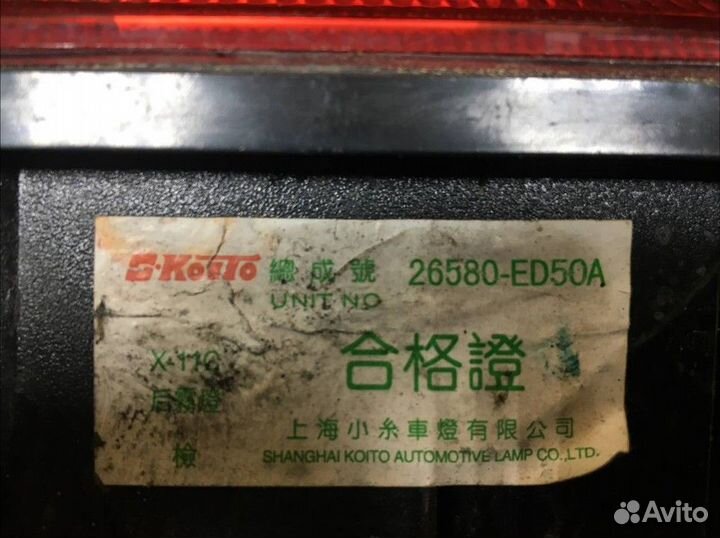 S·KOITO 總成號 26580-ED50A
UNIT NO
X-11C 合格證
后霧燈
檢
上海小糸車燈有限公司
SHANGHAI KOITO AUTOMOTIVE LAMP CO.,LTD.
Avito